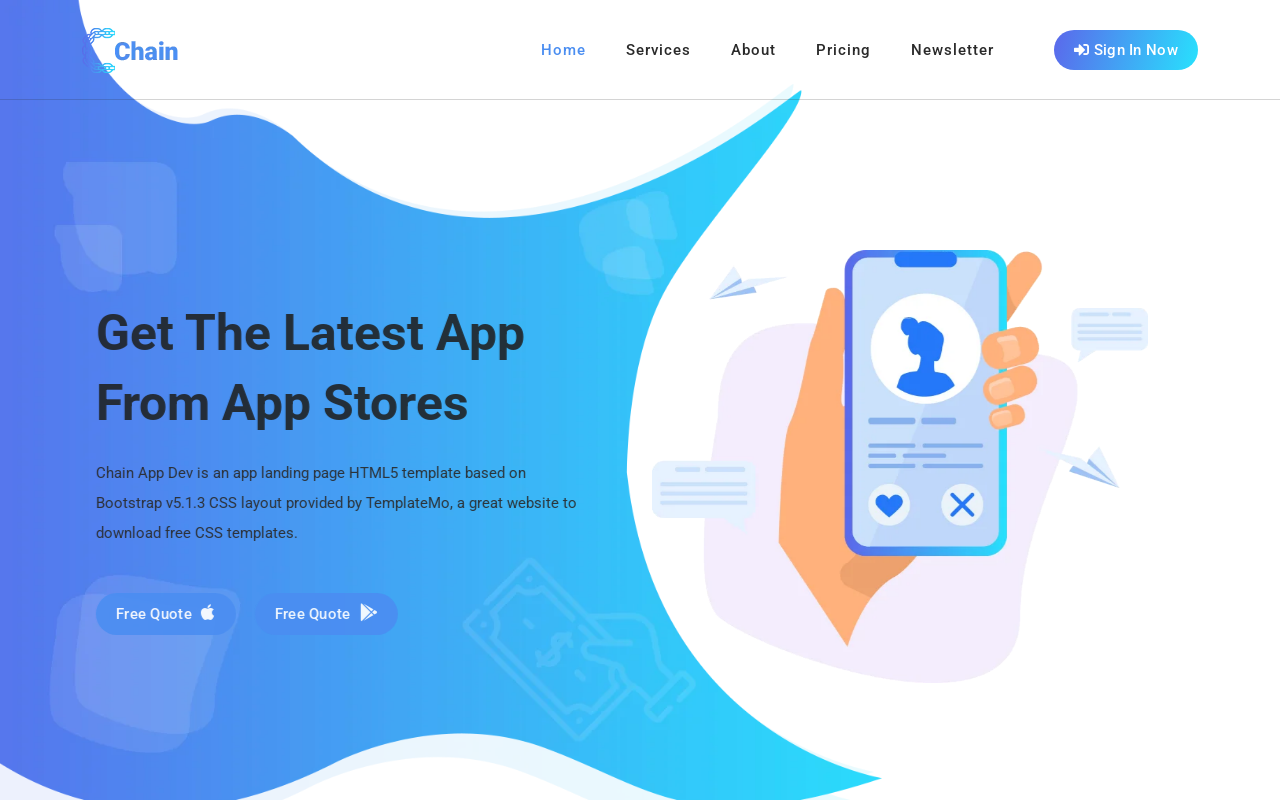 Chain
Home
Services
About
Pricing
Newsletter
Sign In Now
Get The Latest App
From App Stores
Chain App Dev is an app landing page HTML5 template based on
Bootstrap v5.1.3 CSS layout provided by TemplateMo, a great website to
download free CSS templates.
Free Quote
Free Quote
$